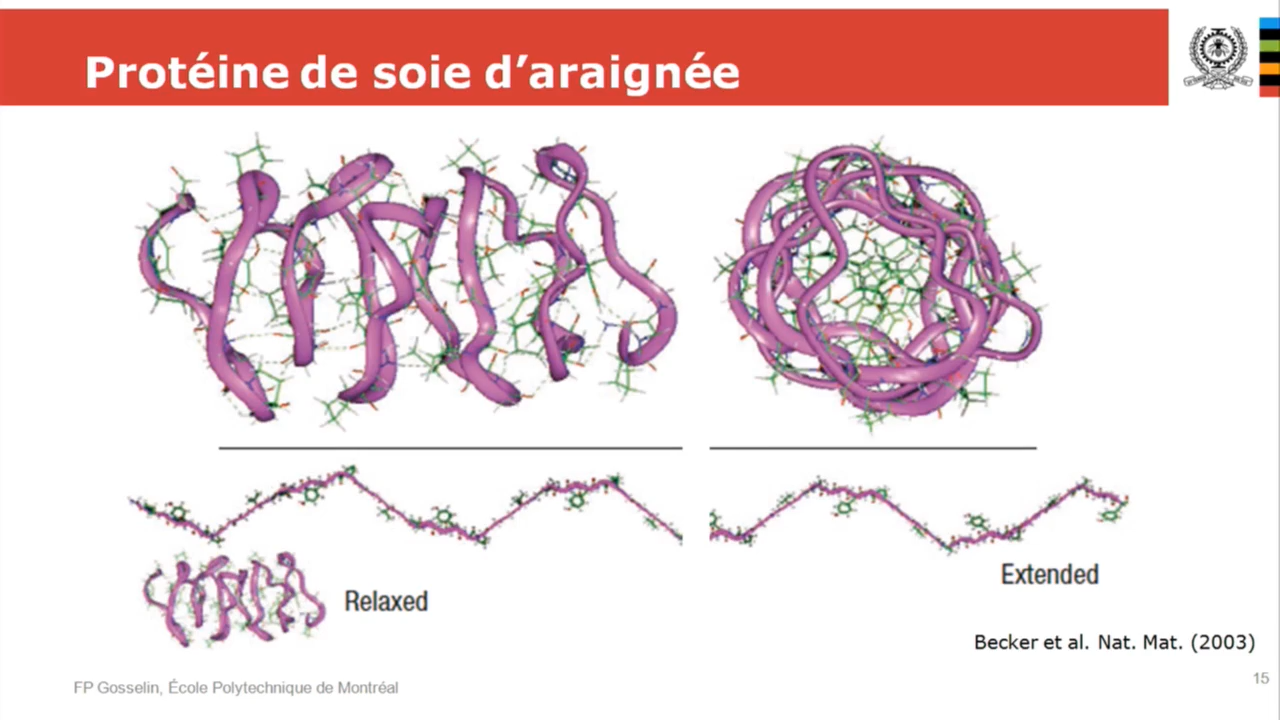 Protéine de soie d’araignée
Relaxed
Extended
Becker et al. Nat. Mat. (2003)
FP Gosselin, École Polytechnique de Montréal
15